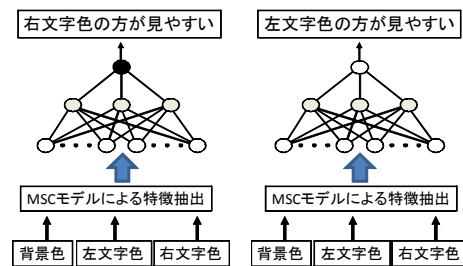 右文字色の方が見やすい
左文字色の方が見やすい
MSCモデルによる特徴抽出
MSCモデルによる特徴抽出
背景色 左文字色 右文字色
背景色 左文字色 右文字色